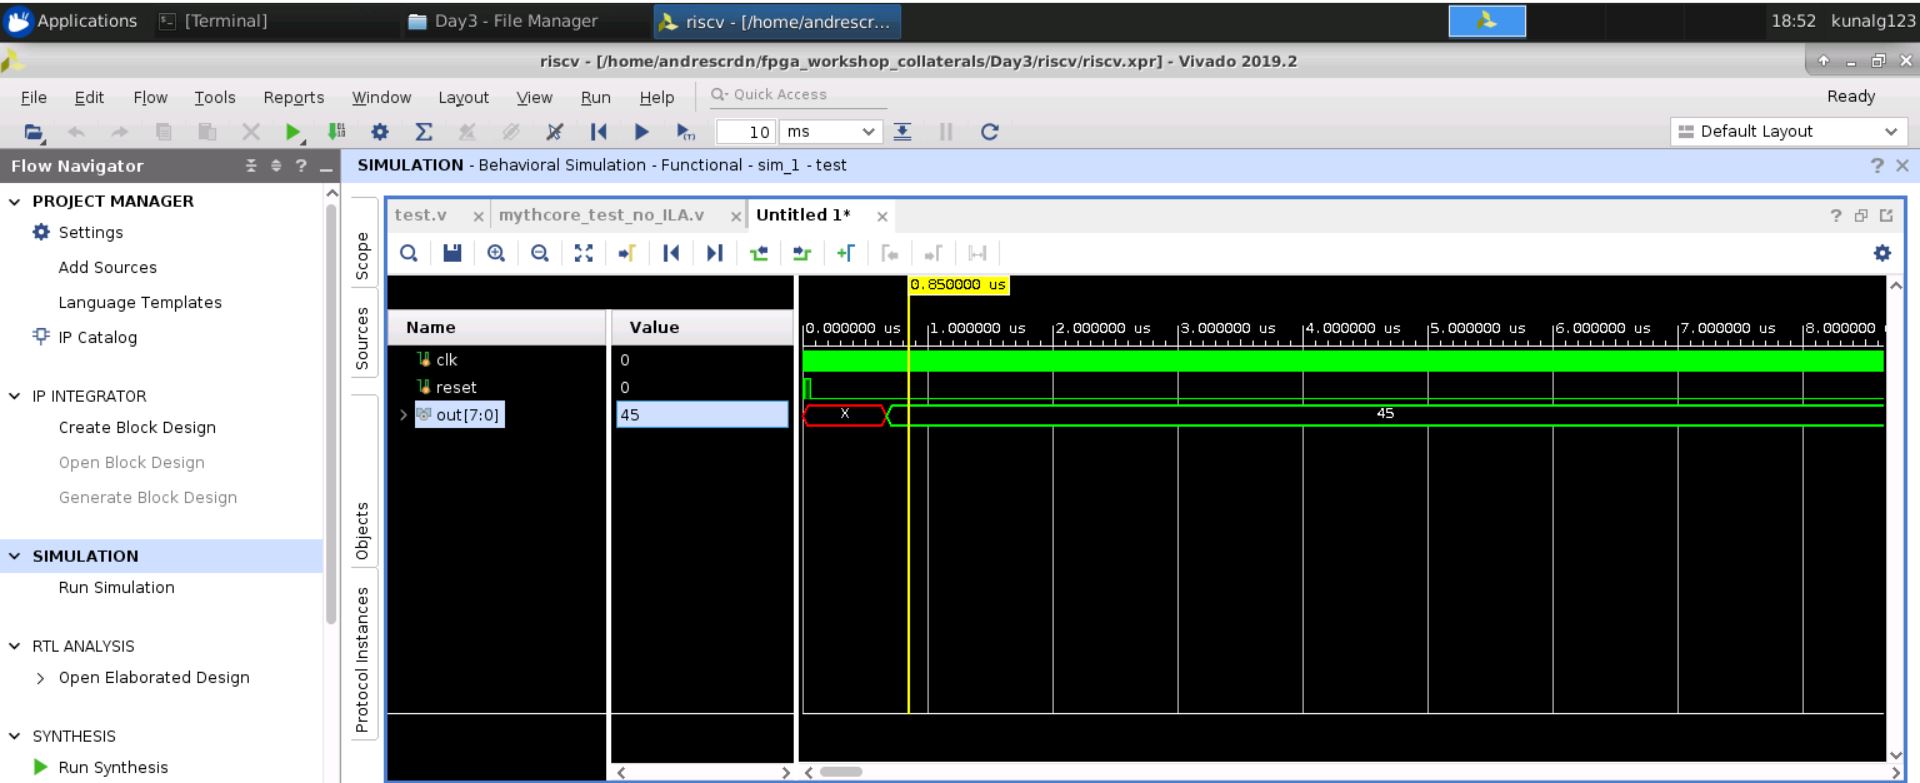 Applications [Terminal] Day3 - File Manager riscv - [/home/andrescr... 18:52 kunalg123
riscv - [/home/andrescrdn/fpga_workshop_collaterals/Day3/riscv/riscv.xpr] - Vivado 2019.2
File Edit Flow Tools Reports Window Layout View Run Help Quick Access Ready
10 ms Default Layout
Flow Navigator
SIMULATION - Behavioral Simulation - Functional - sim_1 - test
PROJECT MANAGER
Settings
Add Sources
Language Templates
IP Catalog
IP INTEGRATOR
Create Block Design
Open Block Design
Generate Block Design
SIMULATION
Run Simulation
RTL ANALYSIS
Open Elaborated Design
SYNTHESIS
Run Synthesis
Scope
Sources
Objects
Protocol Instances
test.v mythcore_test_no_ILA.v Untitled 1*
0.850000 us
Name Value
0.000000 us 1.000000 us 2.000000 us 3.000000 us 4.000000 us 5.000000 us 6.000000 us 7.000000 us 8.000000
clk 0
reset 0
out[7:0] 45 X 45